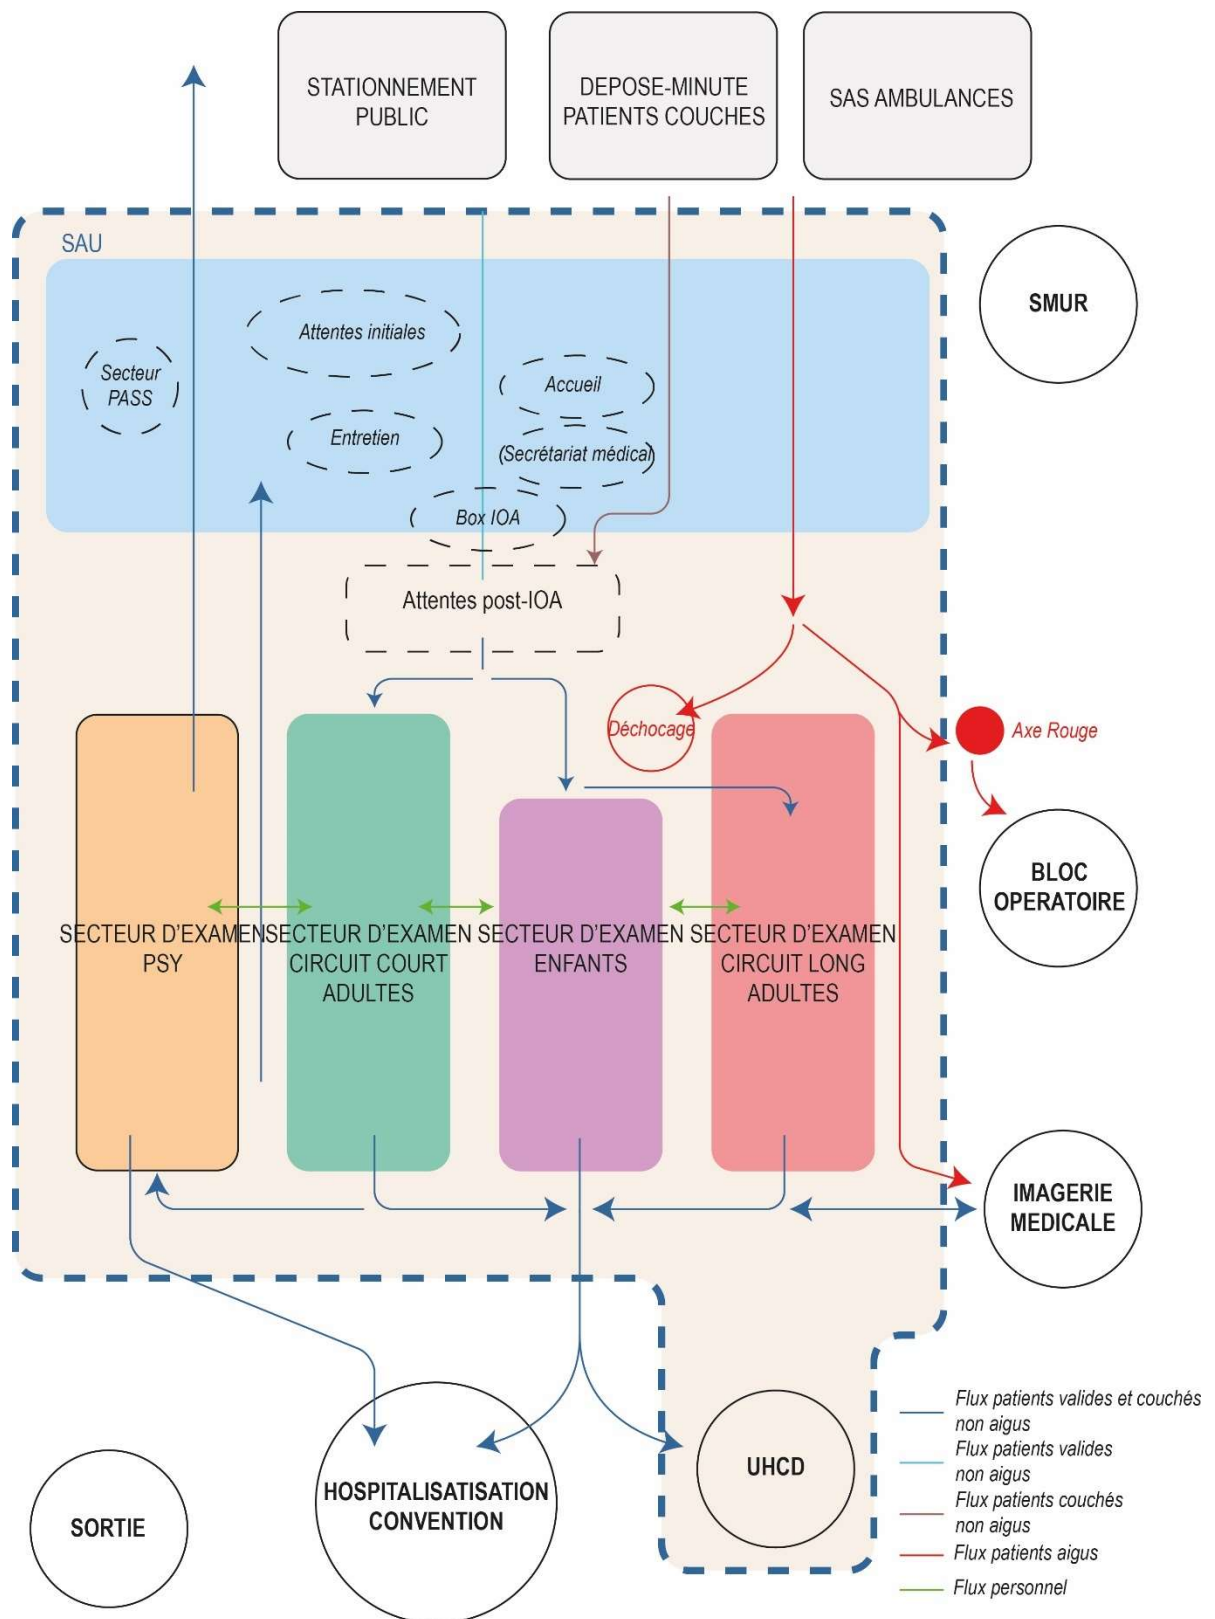 STATIONNEMENT
PUBLIC
DEPOSE-MINUTE
PATIENTS COUCHES
SAS AMBULANCES
SAU
SMUR
Attentes initiales
Secteur
PASS
Accueil
Entretien
(Secrétariat médical)
Box IOA
Attentes post-IOA
Déchocage
Axe Rouge
BLOC
OPERATOIRE
SECTEUR D'EXAMEN
PSY
SECTEUR D'EXAMEN
CIRCUIT COURT
ADULTES
SECTEUR D'EXAMEN
ENFANTS
SECTEUR D'EXAMEN
CIRCUIT LONG
ADULTES
IMAGERIE
MEDICALE
HOSPITALISATISATION
CONVENTION
UHCD
SORTIE
Flux patients valides et couchés
non aigus
Flux patients valides
non aigus
Flux patients couchés
non aigus
Flux patients aigus
Flux personnel